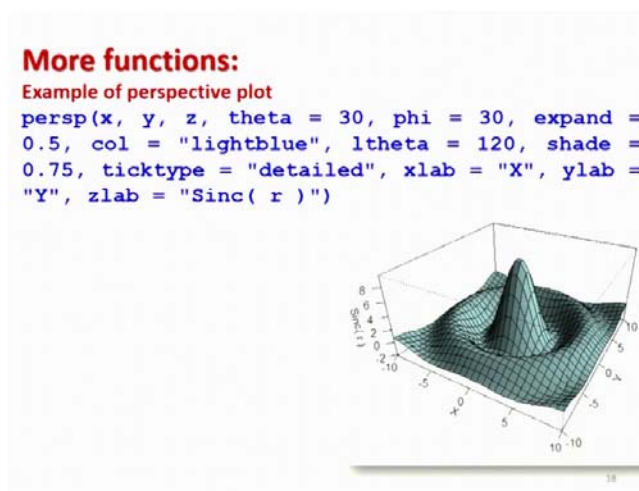 More functions:
Example of perspective plot
persp(x, y, z, theta = 30, phi = 30, expand =
0.5, col = "lightblue", ltheta = 120, shade =
0.75, ticktype = "detailed", xlab = "X", ylab =
"Y", zlab = "Sinc( r )")
8
6
4
2
0
-2
Sinc( r )
-10
-5
0
5
10
X
-10
-5
0
5
10
Y
38